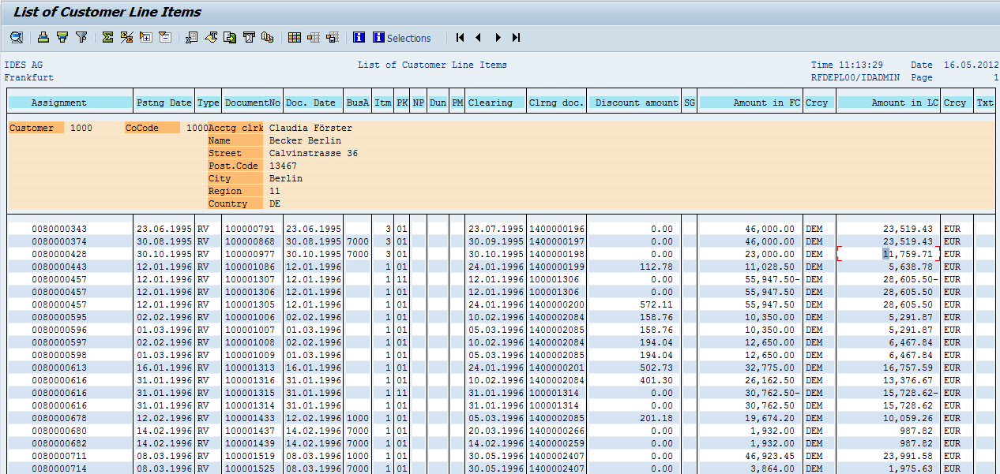 List of Customer Line Items
Selections
IDES AG List of Customer Line Items Time 11:13:29 Date 16.05.2012
Frankfurt RFDEPL00/IDADMIN Page 1
Assignment Pstng Date Type DocumentNo Doc. Date BusA Itm PK NP Dun PM Clearing Clrng doc. Discount amount SG Amount in FC Crcy Amount in LC Crcy Txt
Customer 1000 CoCode 1000 Acctg clrk Claudia Förster
Name Becker Berlin
Street Calvinstrasse 36
Post.Code 13467
City Berlin
Region 11
Country DE
0080000343 23.06.1995 RV 100000791 23.06.1995 3 01 23.07.1995 1400000196 0.00 46,000.00 DEM 23,519.43 EUR
0080000374 30.08.1995 RV 100000868 30.08.1995 7000 3 01 30.09.1995 1400000197 0.00 46,000.00 DEM 23,519.43 EUR
0080000428 30.10.1995 RV 100000977 30.10.1995 7000 3 01 30.10.1995 1400000198 0.00 23,000.00 DEM 11,759.71 EUR
0080000443 12.01.1996 RV 100001086 12.01.1996 1 01 24.01.1996 1400000199 112.78 11,028.50 DEM 5,638.78 EUR
0080000457 12.01.1996 RV 100001307 12.01.1996 1 11 12.01.1996 100001306 0.00 55,947.50- DEM 28,605.50- EUR
0080000457 12.01.1996 RV 100001306 12.01.1996 1 01 12.01.1996 100001306 0.00 55,947.50 DEM 28,605.50 EUR
0080000457 12.01.1996 RV 100001305 12.01.1996 1 01 24.01.1996 1400000200 572.11 55,947.50 DEM 28,605.50 EUR
0080000595 02.02.1996 RV 100001006 02.02.1996 1 01 10.02.1996 1400002084 158.76 10,350.00 DEM 5,291.87 EUR
0080000596 01.03.1996 RV 100001007 01.03.1996 1 01 05.03.1996 1400002085 158.76 10,350.00 DEM 5,291.87 EUR
0080000597 02.02.1996 RV 100001008 02.02.1996 1 01 10.02.1996 1400002084 194.04 12,650.00 DEM 6,467.84 EUR
0080000598 01.03.1996 RV 100001009 01.03.1996 1 01 05.03.1996 1400002085 194.04 12,650.00 DEM 6,467.84 EUR
0080000613 16.01.1996 RV 100001313 16.01.1996 1 01 24.01.1996 1400000201 502.73 32,775.00 DEM 16,757.59 EUR
0080000616 31.01.1996 RV 100001316 31.01.1996 1 01 10.02.1996 1400002084 401.30 26,162.50 DEM 13,376.67 EUR
0080000616 31.01.1996 RV 100001315 31.01.1996 1 11 31.01.1996 100001314 0.00 30,762.50- DEM 15,728.62- EUR
0080000616 31.01.1996 RV 100001314 31.01.1996 1 01 31.01.1996 100001314 0.00 30,762.50 DEM 15,728.62 EUR
0080000678 12.02.1996 RV 100001433 12.02.1996 1000 1 01 05.03.1996 1400002085 201.18 19,674.20 DEM 10,059.26 EUR
0080000680 14.02.1996 RV 100001437 14.02.1996 7000 1 01 20.03.1996 1400000266 0.00 1,932.00 DEM 987.82 EUR
0080000682 14.02.1996 RV 100001439 14.02.1996 7000 1 01 14.02.1996 1400000259 0.00 1,932.00 DEM 987.82 EUR
0080000711 08.03.1996 RV 100001519 08.03.1996 1000 1 01 30.05.1996 1400002407 0.00 46,923.45 DEM 23,991.58 EUR
0080000714 08.03.1996 RV 100001525 08.03.1996 7000 1 01 30.05.1996 1400002407 0.00 3,864.00 DEM 1,975.63 EUR